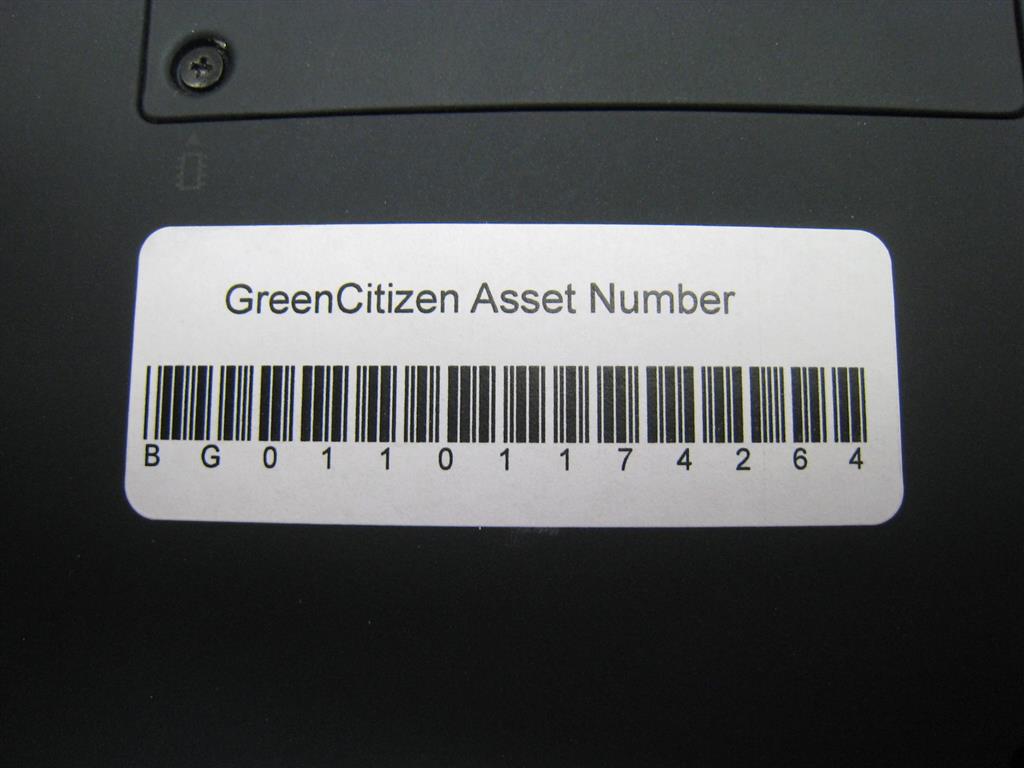 GreenCitizen Asset Number
B G 0 1 1 0 1 1 7 4 2 6 4